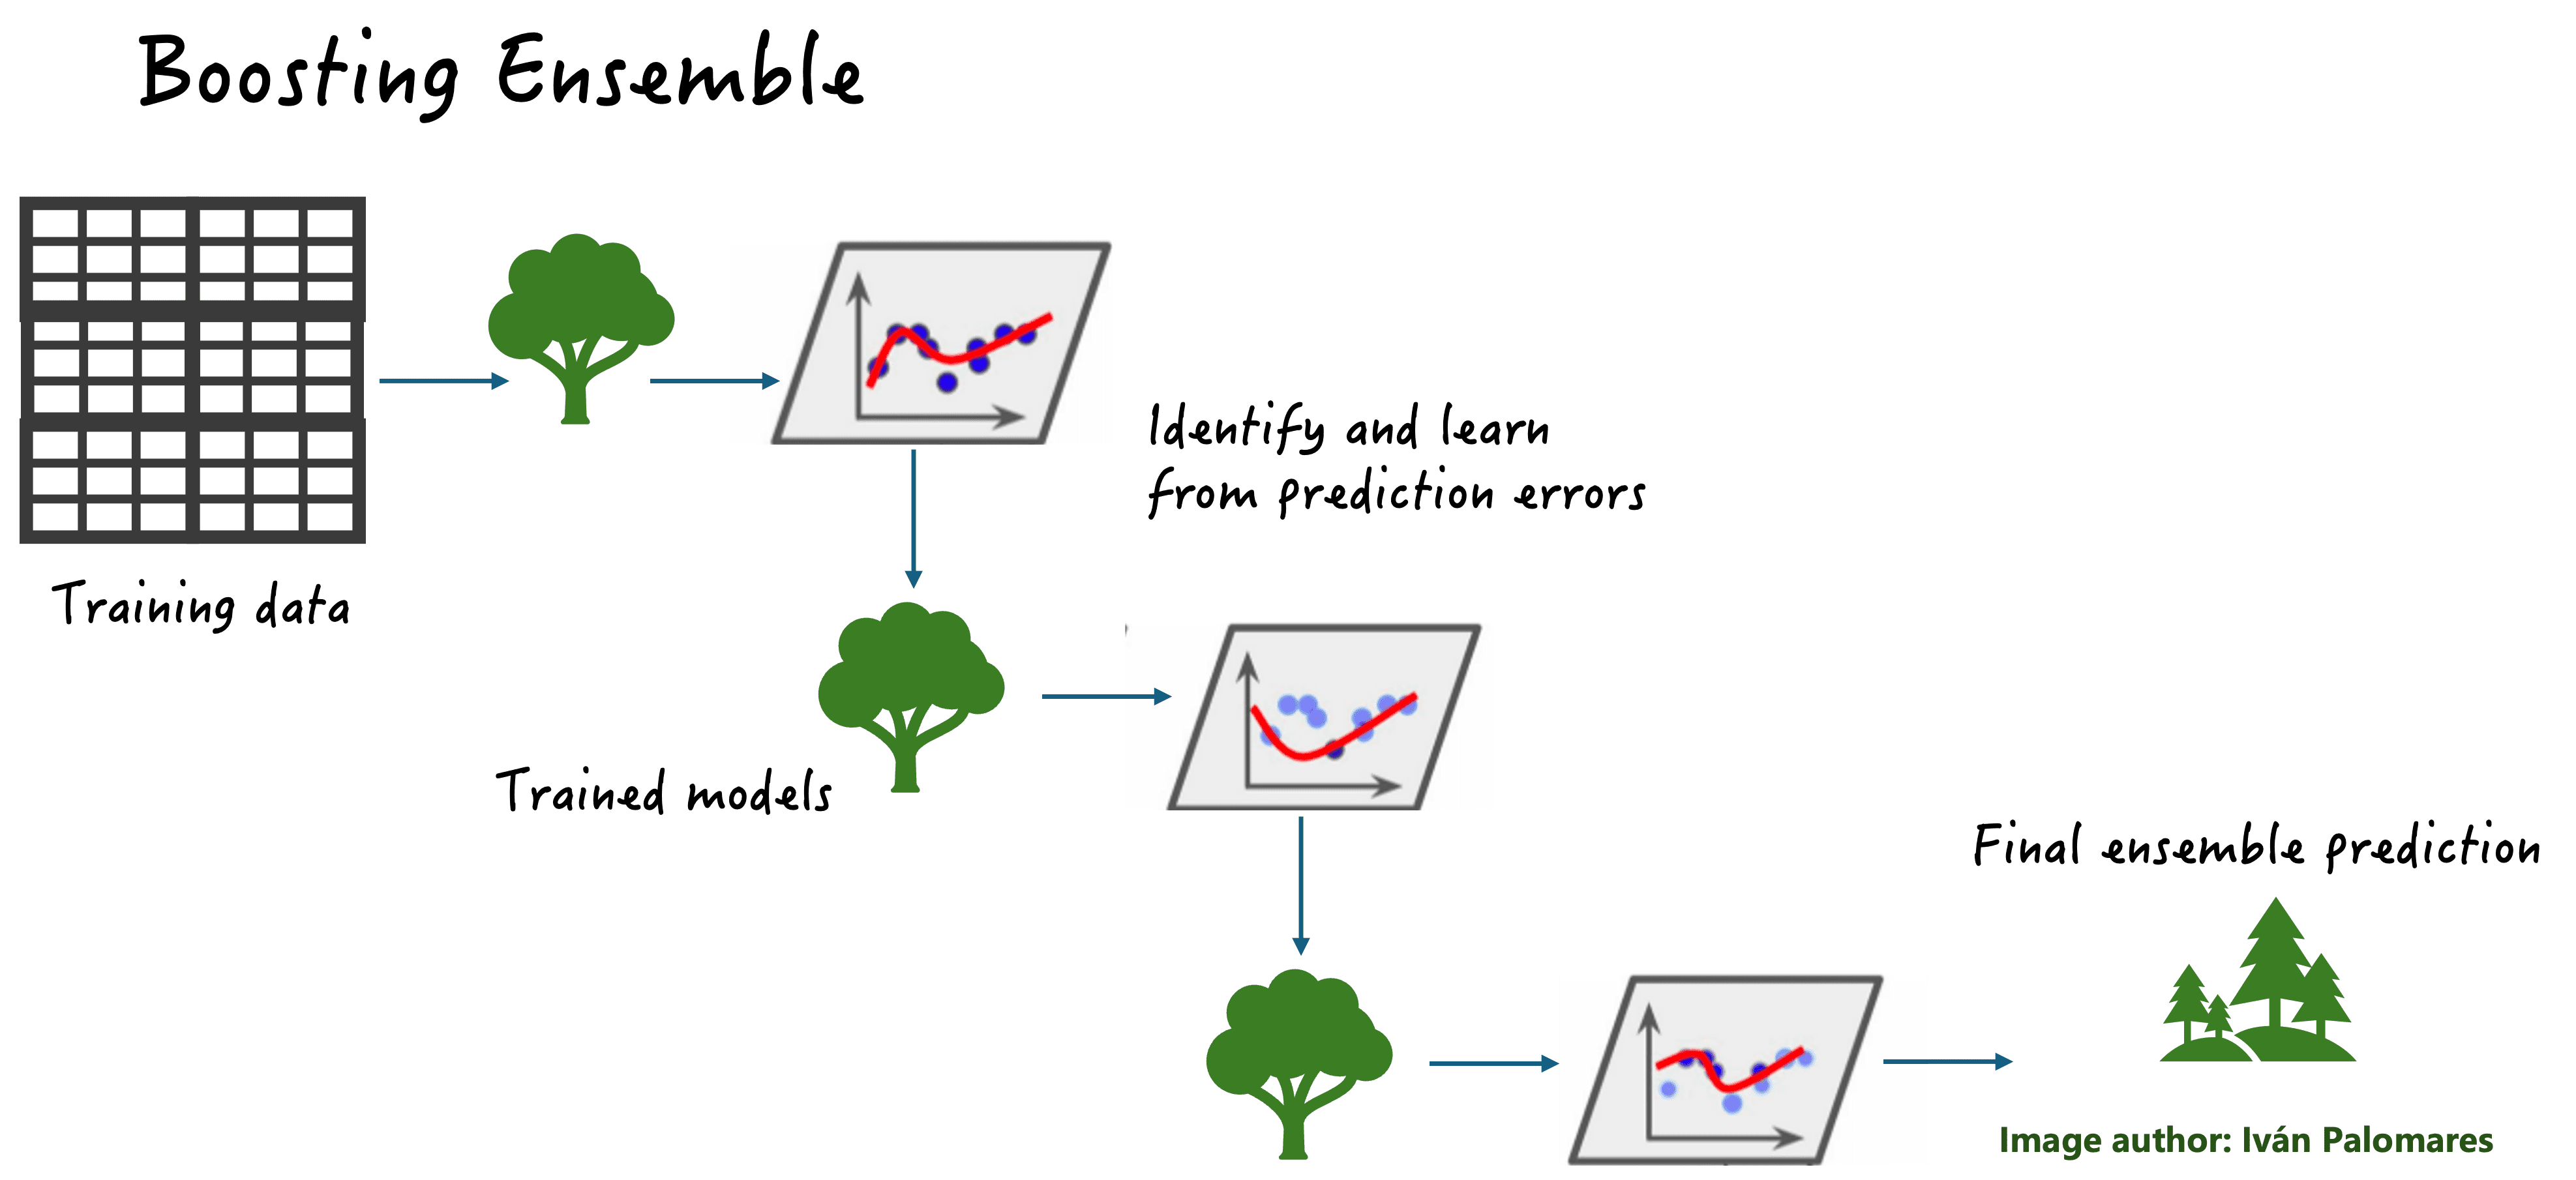 Boosting Ensemble
Identify and learn
from prediction errors
Training data
Trained models
Final ensemble prediction
Image author: Iván Palomares